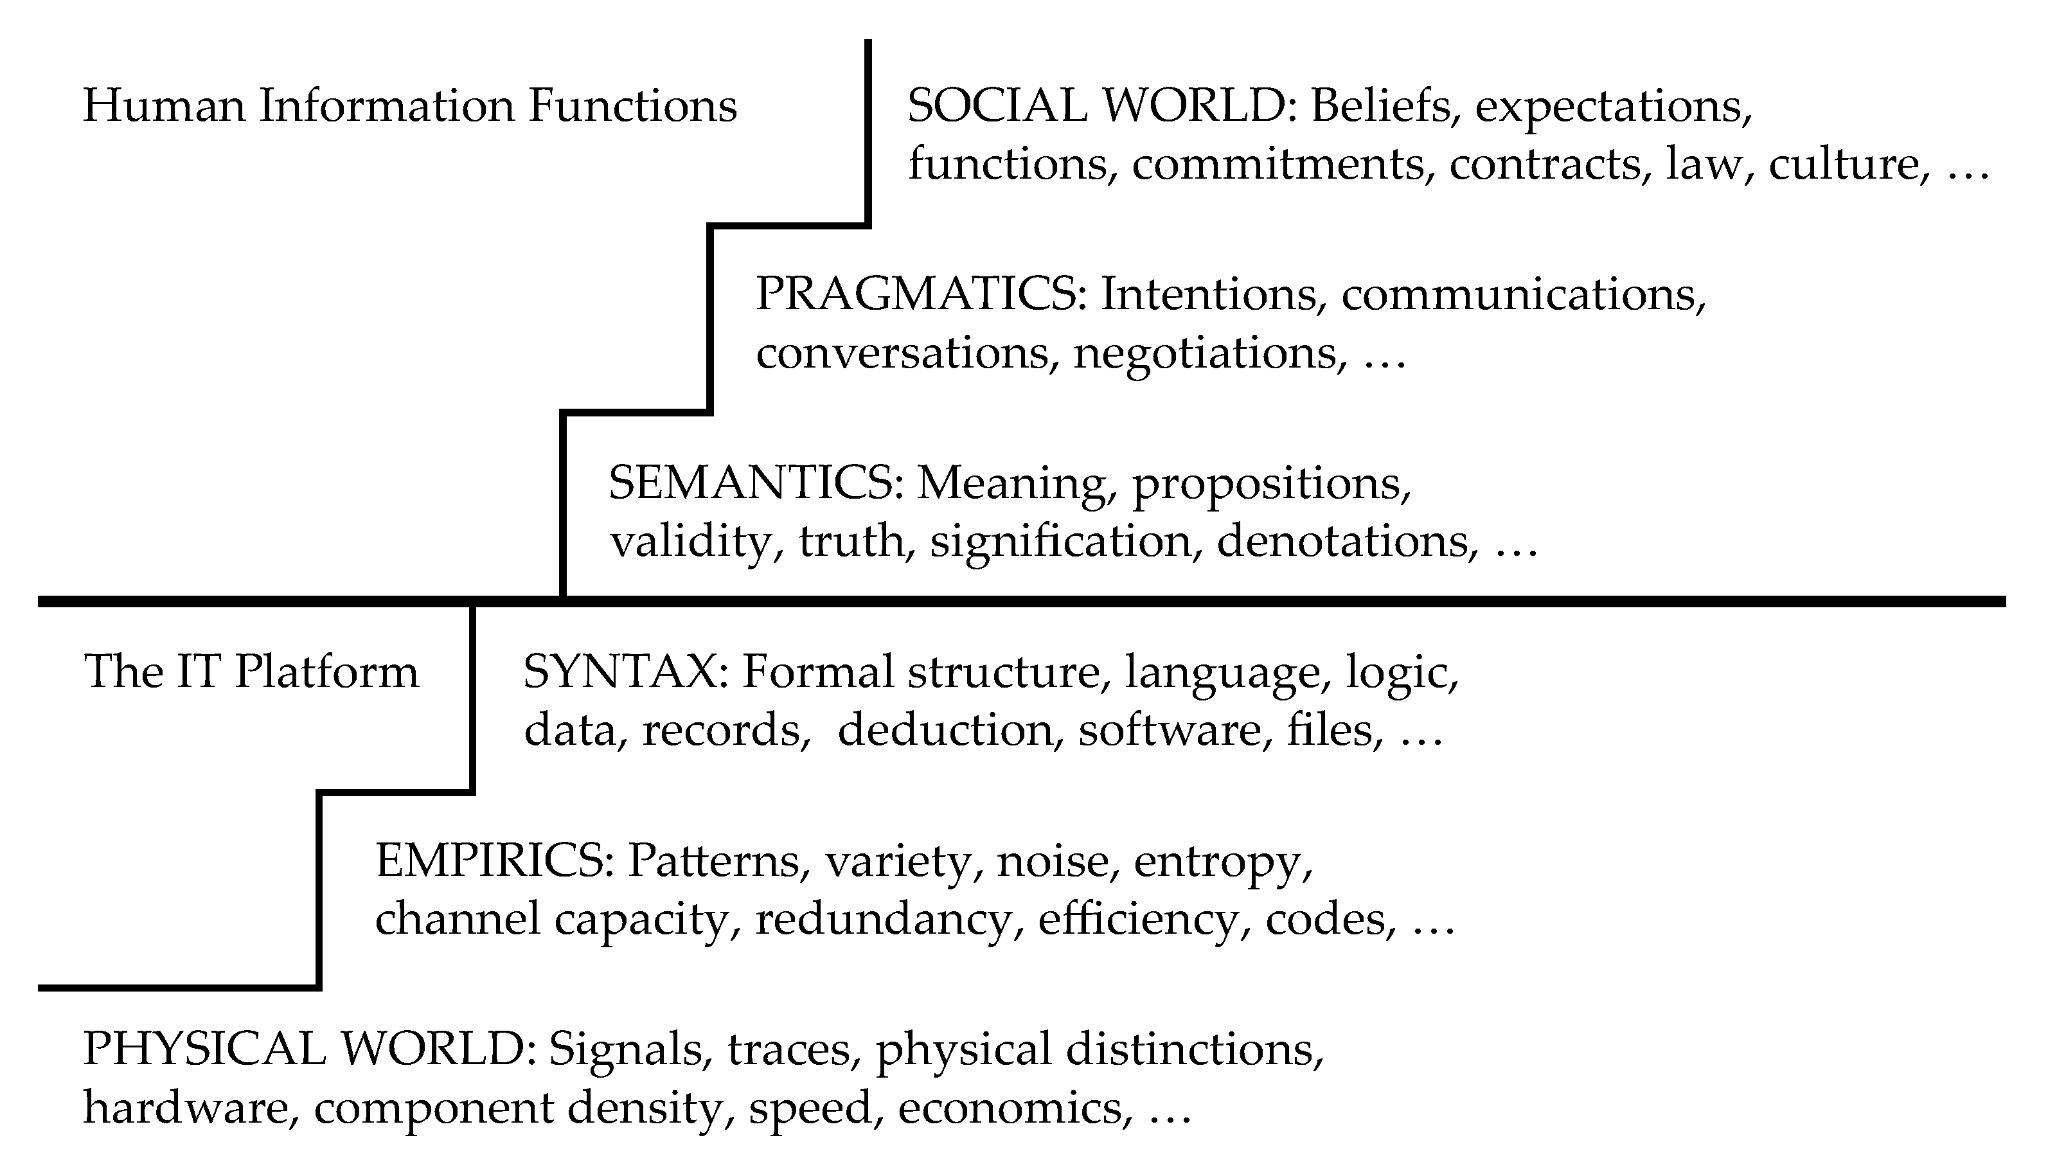 Human Information Functions
SOCIAL WORLD: Beliefs, expectations,
functions, commitments, contracts, law, culture, …
PRAGMATICS: Intentions, communications,
conversations, negotiations, …
SEMANTICS: Meaning, propositions,
validity, truth, signification, denotations, …
The IT Platform
SYNTAX: Formal structure, language, logic,
data, records,  deduction, software, files, …
EMPIRICS: Patterns, variety, noise, entropy,
channel capacity, redundancy, efficiency, codes, …
PHYSICAL WORLD: Signals, traces, physical distinctions,
hardware, component density, speed, economics, …